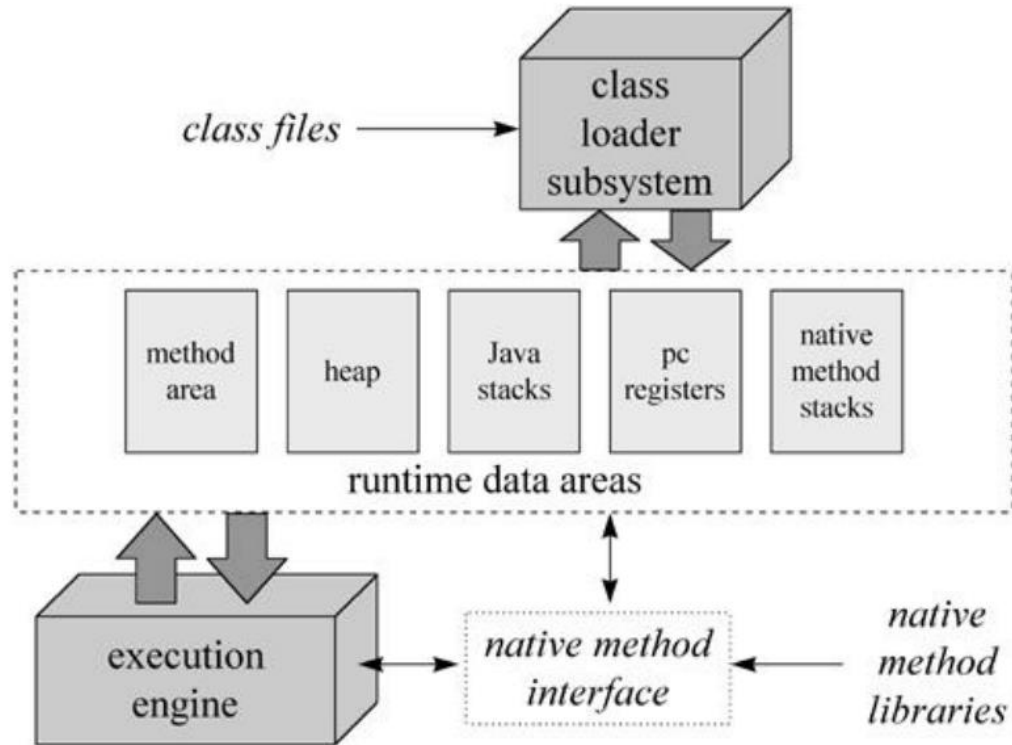 class
loader
subsystem
class files
method
area
heap
Java
stacks
pc
registers
native
method
stacks
runtime data areas
execution
engine
native method
interface
native
method
libraries